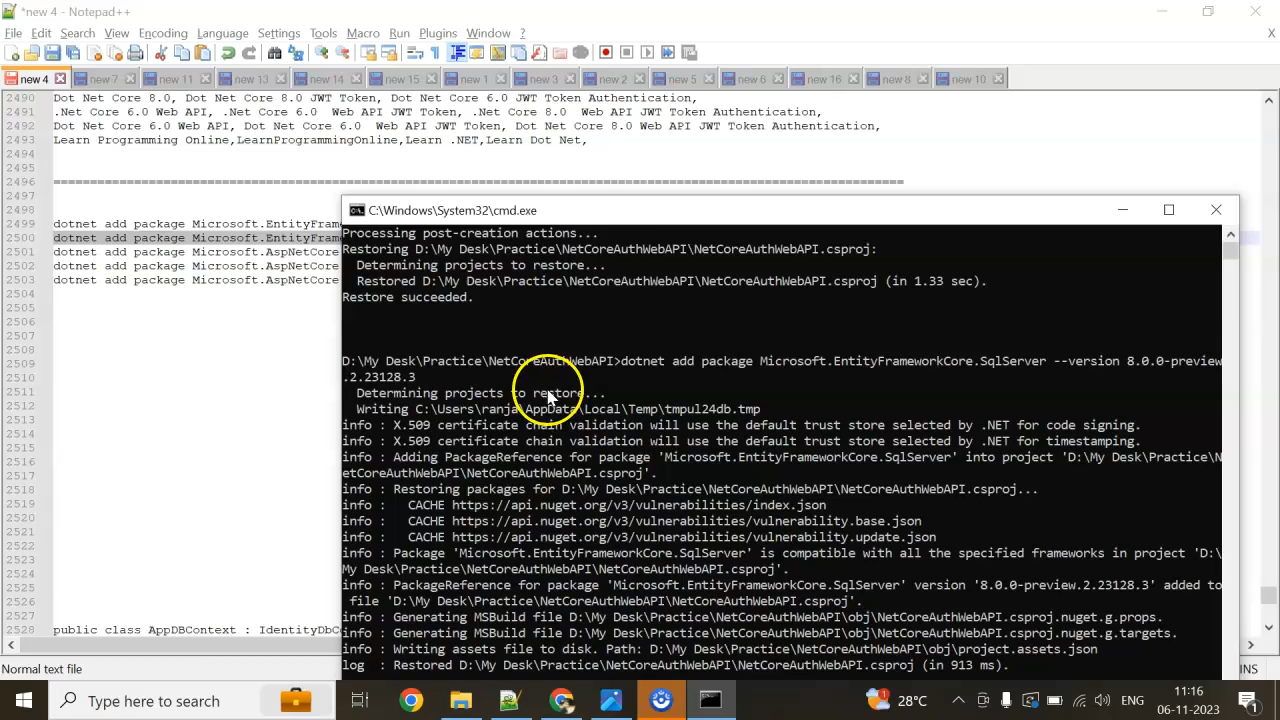 *new 4 - Notepad++
File Edit Search View Encoding Language Settings Tools Macro Run Plugins Window ? X
new 4 new 7 new 11 new 13 new 14 new 15 new 1 new 3 new 2 new 5 new 6 new 16 new 8 new 10
2490 Dot Net Core 8.0, Dot Net Core 8.0 JWT Token, Dot Net Core 6.0 JWT Token Authentication,
2491 .Net Core 6.0 Web API, .Net Core 6.0  Web API JWT Token, .Net Core 8.0  Web API JWT Token Authentication,
2492 Dot Net Core 6.0 Web API, Dot Net Core 6.0  Web API JWT Token, Dot Net Core 8.0 Web API JWT Token Authentication,
2493 Learn Programming Online,LearnProgrammingOnline,Learn .NET,Learn Dot Net,
2494
2495
2496 ====================================================================================================================
2497
2498
2499 dotnet add package Microsoft.EntityFrame
2500 dotnet add package Microsoft.EntityFrame
2501 dotnet add package Microsoft.AspNetCore
2502 dotnet add package Microsoft.AspNetCore
2503 dotnet add package Microsoft.AspNetCore
2504
2505
2506
2507
2508
2509
2510
2511
2512
2513
2514
2515
2516
2517
2518
2519
2520
2521
2522
2523
2524
2525
2526
2527
2528 public class AppDBContext : IdentityDbCo
C:\Windows\System32\cmd.exe
Processing post-creation actions...
Restoring D:\My Desk\Practice\NetCoreAuthWebAPI\NetCoreAuthWebAPI.csproj:
Determining projects to restore...
Restored D:\My Desk\Practice\NetCoreAuthWebAPI\NetCoreAuthWebAPI.csproj (in 1.33 sec).
Restore succeeded.
D:\My Desk\Practice\NetCoreAuthWebAPI>dotnet add package Microsoft.EntityFrameworkCore.SqlServer --version 8.0.0-preview
.2.23128.3
Determining projects to restore...
Writing C:\Users\ranja\AppData\Local\Temp\tmpul24db.tmp
info : X.509 certificate chain validation will use the default trust store selected by .NET for code signing.
info : X.509 certificate chain validation will use the default trust store selected by .NET for timestamping.
info : Adding PackageReference for package 'Microsoft.EntityFrameworkCore.SqlServer' into project 'D:\My Desk\Practice\N
etCoreAuthWebAPI\NetCoreAuthWebAPI.csproj'.
info : Restoring packages for D:\My Desk\Practice\NetCoreAuthWebAPI\NetCoreAuthWebAPI.csproj...
info :   CACHE https://api.nuget.org/v3/vulnerabilities/index.json
info :   CACHE https://api.nuget.org/v3/vulnerabilities/vulnerability.base.json
info :   CACHE https://api.nuget.org/v3/vulnerabilities/vulnerability.update.json
info : Package 'Microsoft.EntityFrameworkCore.SqlServer' is compatible with all the specified frameworks in project 'D:\
My Desk\Practice\NetCoreAuthWebAPI\NetCoreAuthWebAPI.csproj'.
info : PackageReference for package 'Microsoft.EntityFrameworkCore.SqlServer' version '8.0.0-preview.2.23128.3' added to
file 'D:\My Desk\Practice\NetCoreAuthWebAPI\NetCoreAuthWebAPI.csproj'.
info : Generating MSBuild file D:\My Desk\Practice\NetCoreAuthWebAPI\obj\NetCoreAuthWebAPI.csproj.nuget.g.props.
info : Generating MSBuild file D:\My Desk\Practice\NetCoreAuthWebAPI\obj\NetCoreAuthWebAPI.csproj.nuget.g.targets.
info : Writing assets file to disk. Path: D:\My Desk\Practice\NetCoreAuthWebAPI\obj\project.assets.json
log  : Restored D:\My Desk\Practice\NetCoreAuthWebAPI\NetCoreAuthWebAPI.csproj (in 913 ms).
Normal text file
INS
Type here to search
1 28°C ENG 11:16
06-11-2023 1